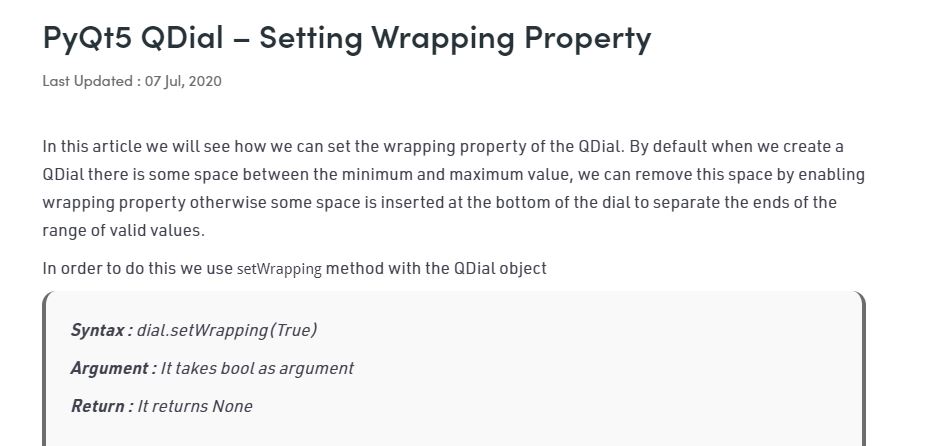 PyQt5 QDial – Setting Wrapping Property
Last Updated : 07 Jul, 2020
In this article we will see how we can set the wrapping property of the QDial. By default when we create a
QDial there is some space between the minimum and maximum value, we can remove this space by enabling
wrapping property otherwise some space is inserted at the bottom of the dial to separate the ends of the
range of valid values.
In order to do this we use setWrapping method with the QDial object
Syntax : dial.setWrapping(True)
Argument : It takes bool as argument
Return : It returns None